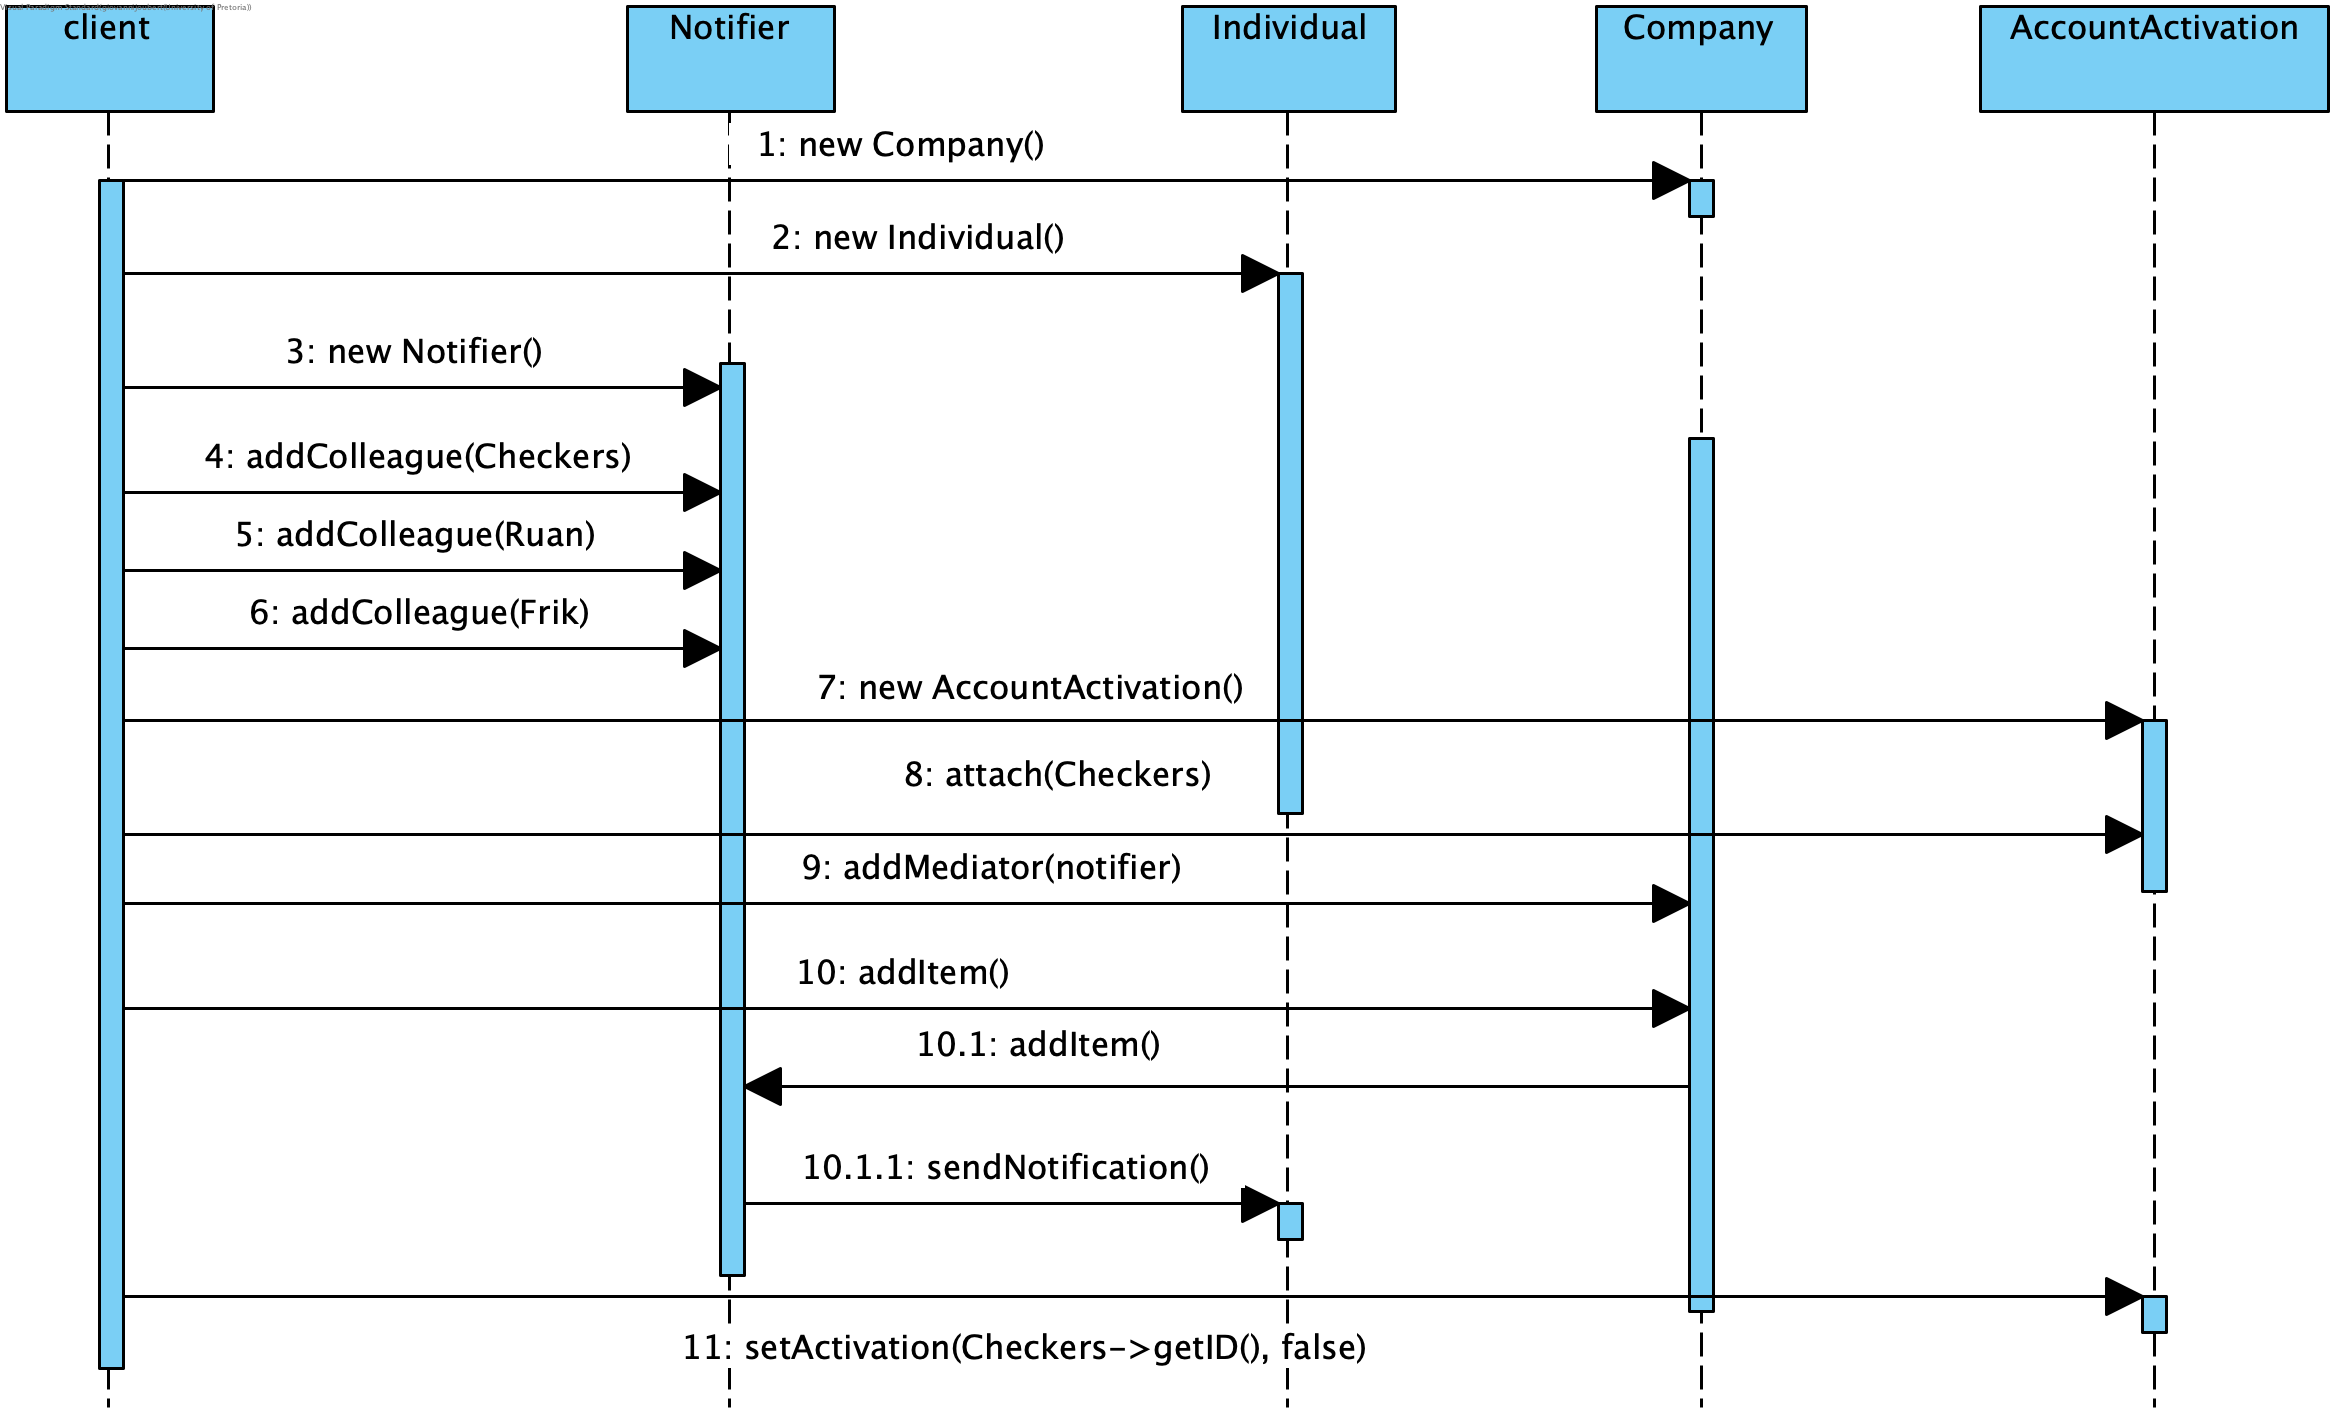 client
Notifier
Individual
Company
AccountActivation
1: new Company()
2: new Individual()
3: new Notifier()
4: addColleague(Checkers)
5: addColleague(Ruan)
6: addColleague(Frik)
7: new AccountActivation()
8: attach(Checkers)
9: addMediator(notifier)
10: addItem()
10.1: addItem()
10.1.1: sendNotification()
11: setActivation(Checkers->getID(), false)